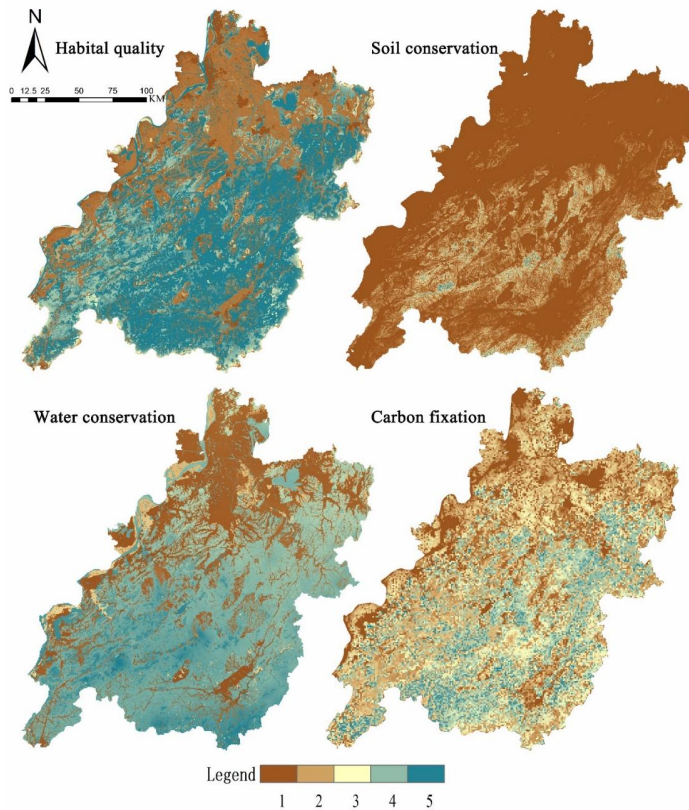 N
Habital quality
Soil conservation
0 12.5 25 50 75 100
KM
Water conservation
Carbon fixation
Legend
1 2 3 4 5